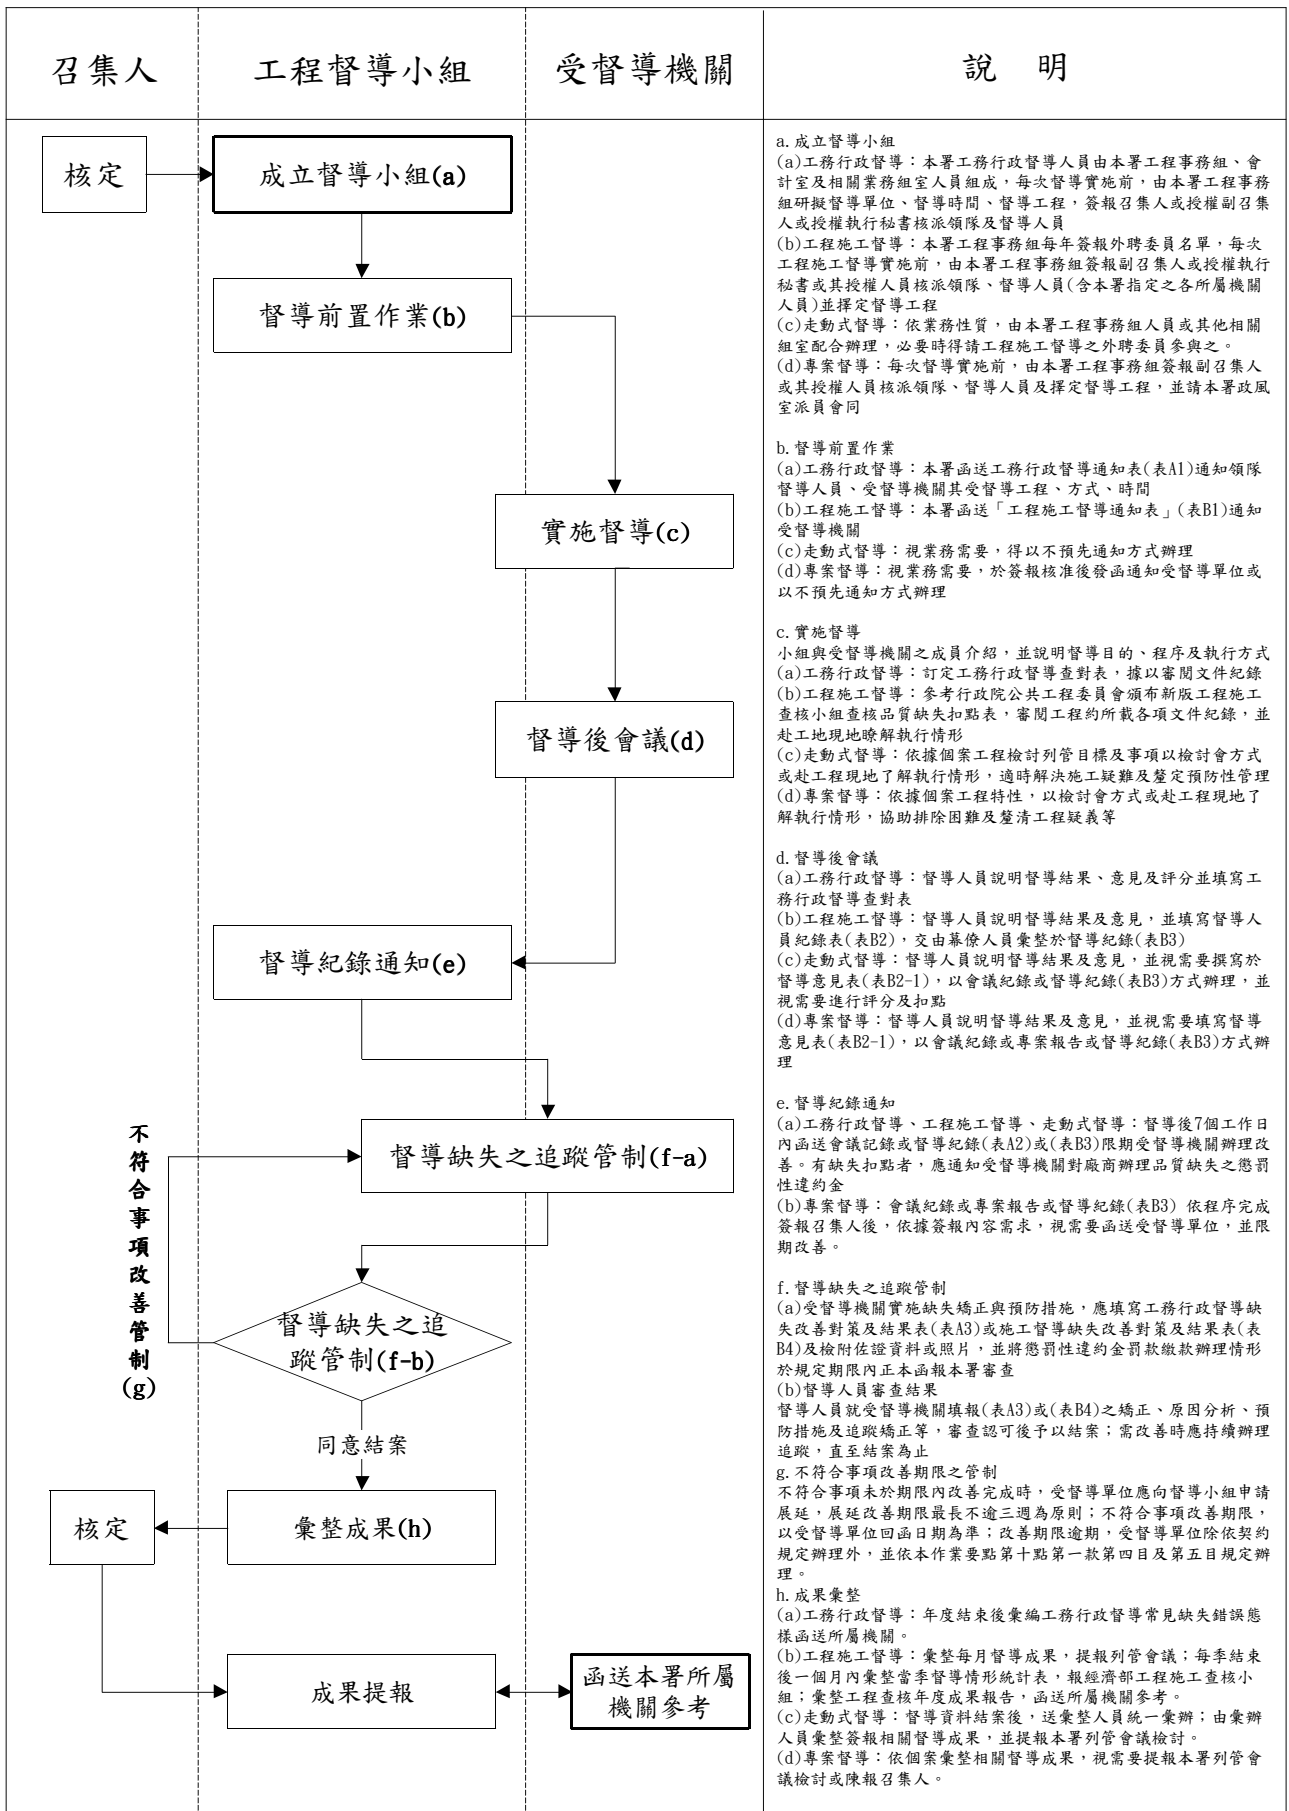 召集人
工程督導小組
受督導機關
說 明
核定
成立督導小組(a)
督導前置作業(b)
實施督導(c)
督導後會議(d)
督導紀錄通知(e)
督導缺失之追蹤管制(f-a)
不符合事項改善管制(g)
督導缺失之追
蹤管制(f-b)
同意結案
核定
彙整成果(h)
成果提報
函送本署所屬
機關參考
a.成立督導小組
(a)工務行政督導：本署工務行政督導人員由本署工程事務組、會
計室及相關業務組室人員組成，每次督導實施前，由本署工程事務
組研擬督導單位、督導時間、督導工程，簽報召集人或授權副召集
人或授權執行秘書核派領隊及督導人員
(b)工程施工督導：本署工程事務組每年簽報外聘委員名單，每次
工程施工督導實施前，由本署工程事務組簽報副召集人或授權執行
秘書或其授權人員核派領隊、督導人員(含本署指定之各所屬機關
人員)並擇定督導工程
(c)走動式督導：依業務性質，由本署工程事務組人員或其他相關
組室配合辦理，必要時得請工程施工督導之外聘委員參與之。
(d)專案督導：每次督導實施前，由本署工程事務組簽報副召集人
或其授權人員核派領隊、督導人員及擇定督導工程，並請本署政風
室派員會同
b.督導前置作業
(a)工務行政督導：本署函送工務行政督導通知表(表A1)通知領隊
督導人員、受督導機關其受督導工程、方式、時間
(b)工程施工督導：本署函送「工程施工督導通知表」(表B1)通知
受督導機關
(c)走動式督導：視業務需要，得以不預先通知方式辦理
(d)專案督導：視業務需要，於簽報核准後發函通知受督導單位或
以不預先通知方式辦理
c.實施督導
小組與受督導機關之成員介紹，並說明督導目的、程序及執行方式
(a)工務行政督導：訂定工務行政督導查對表，據以審閱文件紀錄
(b)工程施工督導：參考行政院公共工程委員會頒布新版工程施工
查核小組查核品質缺失扣點表，審閱工程約所載各項文件紀錄，並
赴工地現地瞭解執行情形
(c)走動式督導：依據個案工程檢討列管目標及事項以檢討會方式
或赴工程現地了解執行情形，適時解決施工疑難及釐定預防性管理
(d)專案督導：依據個案工程特性，以檢討會方式或赴工程現地了
解執行情形，協助排除困難及釐清工程疑義等
d.督導後會議
(a)工務行政督導：督導人員說明督導結果、意見及評分並填寫工
務行政督導查對表
(b)工程施工督導：督導人員說明督導結果及意見，並填寫督導人
員紀錄表(表B2)，交由幕僚人員彙整於督導紀錄(表B3)
(c)走動式督導：督導人員說明督導結果及意見，並視需要撰寫於
督導意見表(表B2-1)，以會議紀錄或督導紀錄(表B3)方式辦理，並
視需要進行評分及扣點
(d)專案督導：督導人員說明督導結果及意見，並視需要填寫督導
意見表(表B2-1)，以會議紀錄或專案報告或督導紀錄(表B3)方式辦
理
e.督導紀錄通知
(a)工務行政督導、工程施工督導、走動式督導：督導後7個工作日
內函送會議記錄或督導紀錄(表A2)或(表B3)限期受督導機關辦理改
善。有缺失扣點者，應通知受督導機關對廠商辦理品質缺失之懲罰
性違約金
(b)專案督導：會議紀錄或專案報告或督導紀錄(表B3) 依程序完成
簽報召集人後，依據簽報內容需求，視需要函送受督導單位，並限
期改善。
f.督導缺失之追蹤管制
(a)受督導機關實施缺失矯正與預防措施，應填寫工務行政督導缺
失改善對策及結果表(表A3)或施工督導缺失改善對策及結果表(表
B4)及檢附佐證資料或照片，並將懲罰性違約金罰款繳款辦理情形
於規定期限內正本函報本署審查
(b)督導人員審查結果
督導人員就受督導機關填報(表A3)或(表B4)之矯正、原因分析、預
防措施及追蹤矯正等，審查認可後予以結案；需改善時應持續辦理
追蹤，直至結案為止
g.不符合事項改善期限之管制
不符合事項未於期限內改善完成時，受督導單位應向督導小組申請
展延，展延改善期限最長不逾三週為原則；不符合事項改善期限，
以受督導單位回函日期為準；改善期限逾期，受督導單位除依契約
規定辦理外，並依本作業要點第十點第一款第四目及第五目規定辦
理。
h.成果彙整
(a)工務行政督導：年度結束後彙編工務行政督導常見缺失錯誤態
樣函送所屬機關。
(b)工程施工督導：彙整每月督導成果，提報列管會議；每季結束
後一個月內彙整當季督導情形統計表，報經濟部工程施工查核小
組；彙整工程查核年度成果報告，函送所屬機關參考。
(c)走動式督導：督導資料結案後，送彙整人員統一彙辦；由彙辦
人員彙整簽報相關督導成果，並提報本署列管會議檢討。
(d)專案督導：依個案彙整相關督導成果，視需要提報本署列管會
議檢討或陳報召集人。